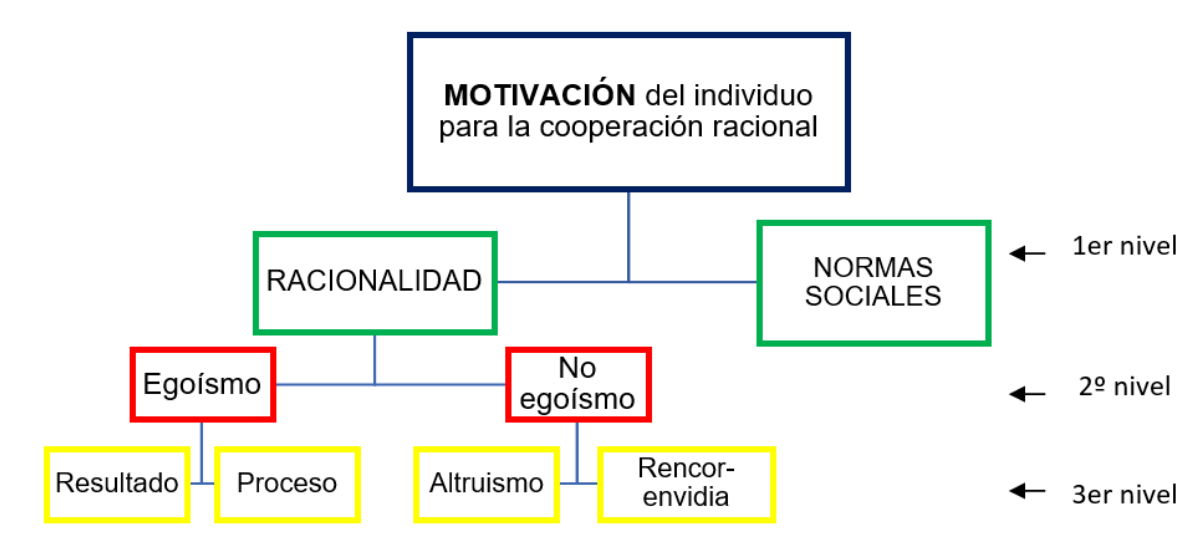 MOTIVACIÓN del individuo
para la cooperación racional
RACIONALIDAD
NORMAS
SOCIALES
1er nivel
Egoísmo
No
egoísmo
2º nivel
Resultado
Proceso
Altruismo
Rencor-
envidia
3er nivel